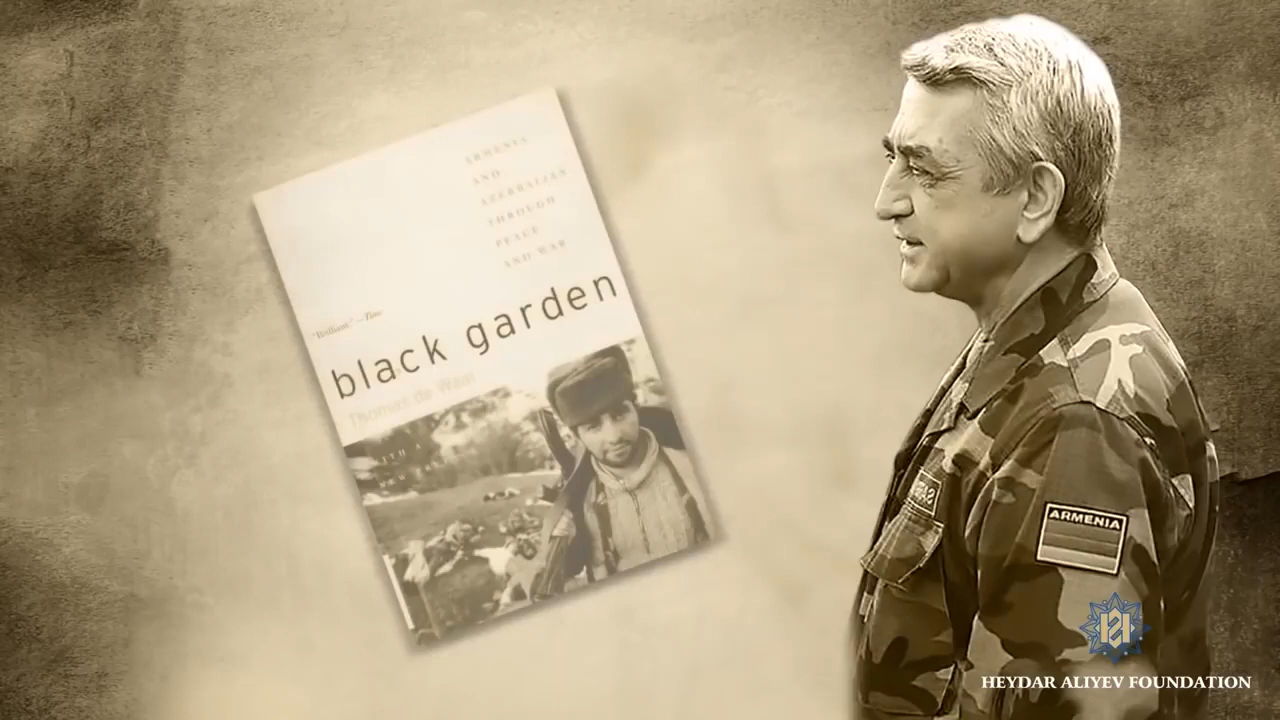 ARMENIA
AND
AZERBAIJAN
THROUGH
PEACE
AND WAR
"Brilliant." —Time
black garden
Thomas de Waal
ARMENIA
HEYDAR ALIYEV FOUNDATION